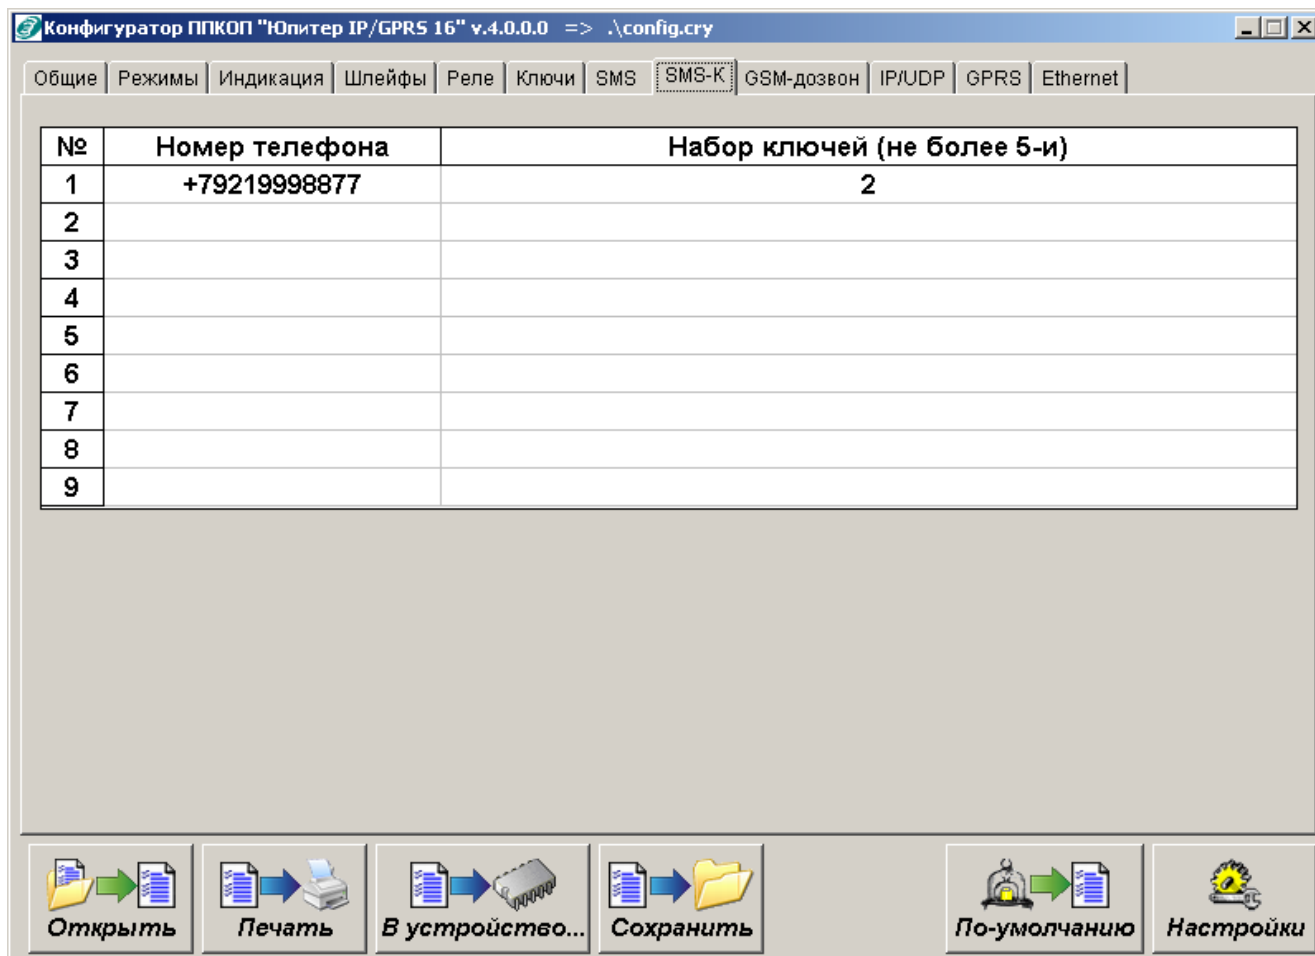 Конфигуратор ППКОП "Юпитер IP/GPRS 16" v.4.0.0.0 => .\config.cry
Общие Режимы Индикация Шлейфы Реле Ключи SMS SMS-K GSM-дозвон IP/UDP GPRS Ethernet
№ Номер телефона Набор ключей (не более 5-и)
1 +79219998877 2
2
3
4
5
6
7
8
9
Открыть Печать В устройство... Сохранить По-умолчанию Настройки